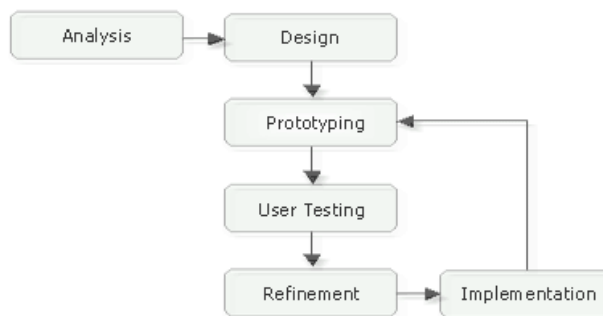 Analysis
Design
Prototyping
User Testing
Refinement
Implementation